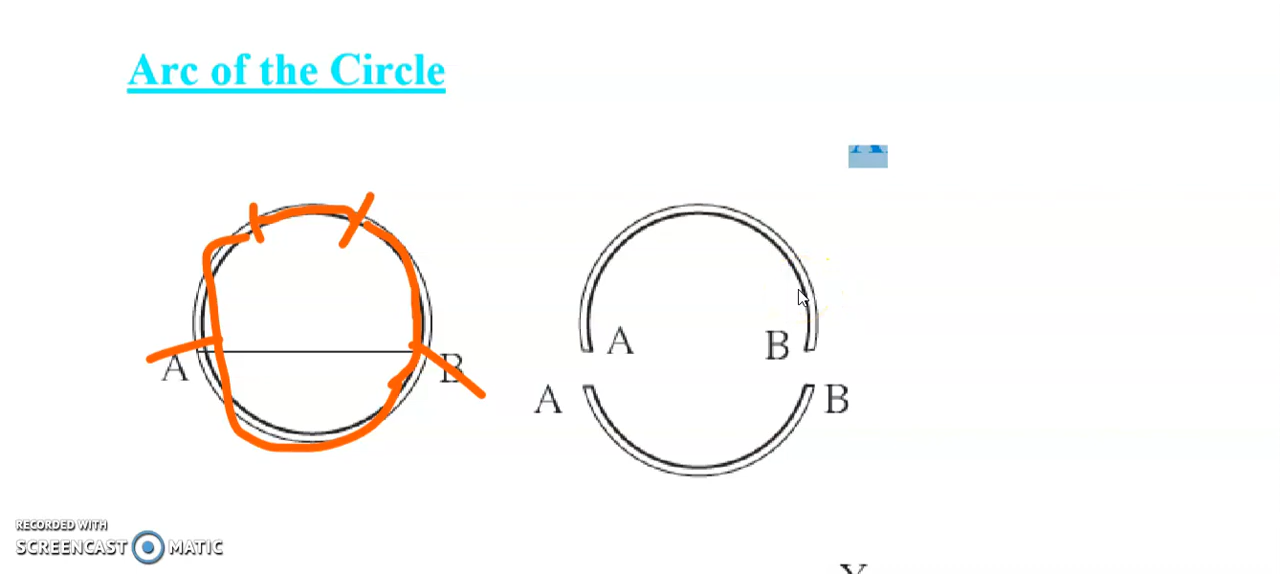 Arc of the Circle
A B
A B
A B
RECORDED WITH
SCREENCAST MATIC